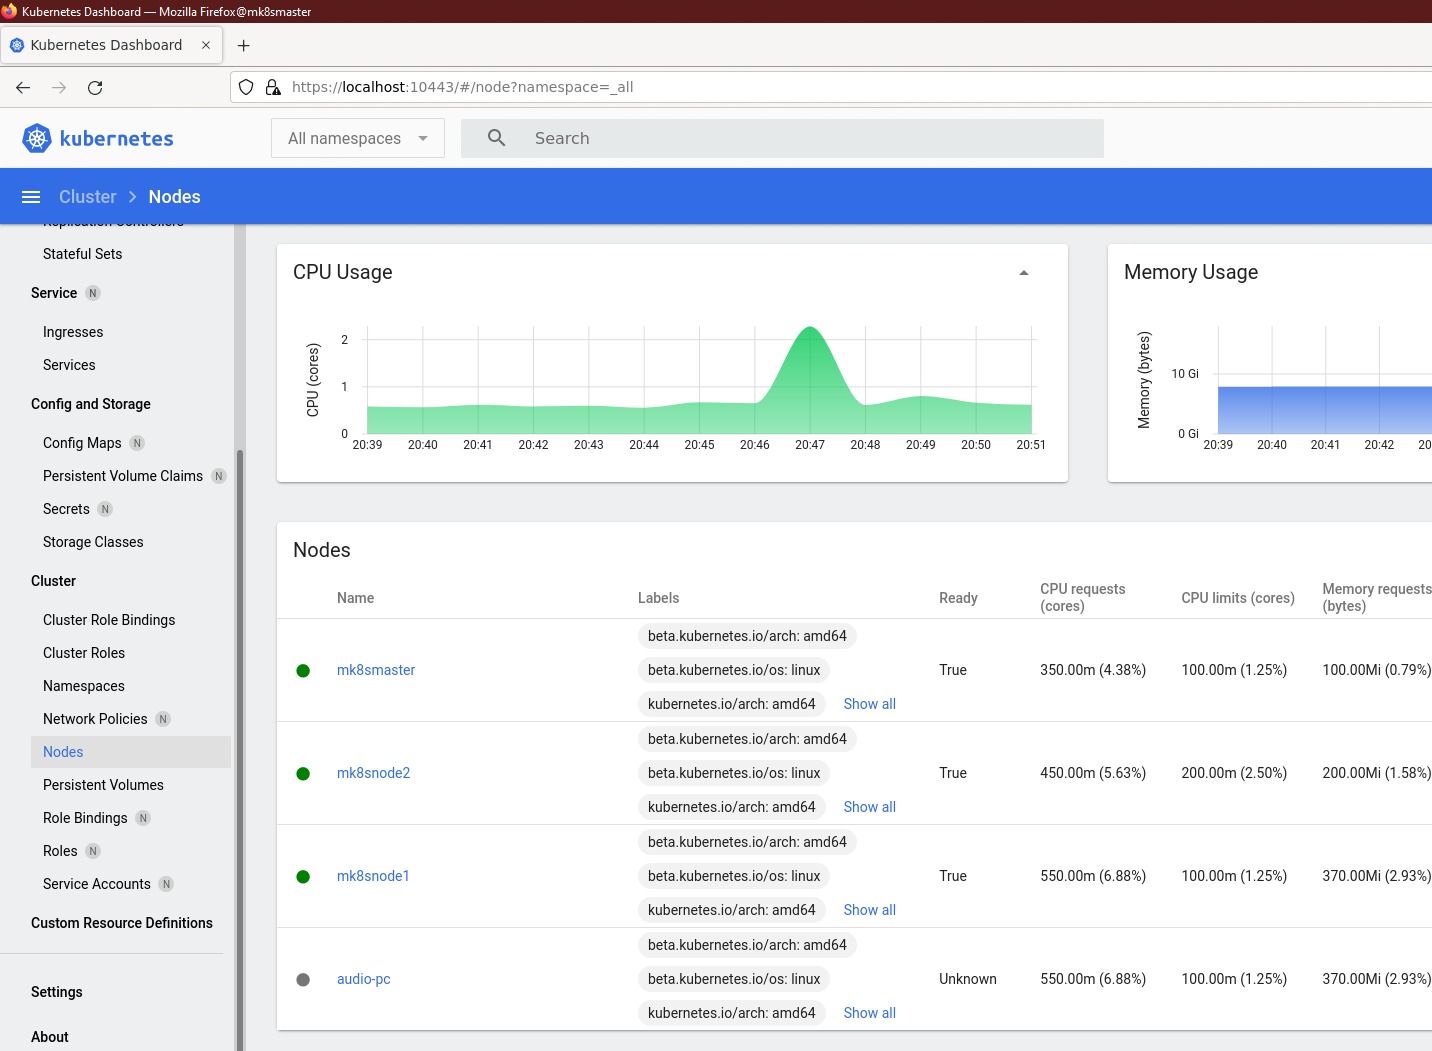 Kubernetes Dashboard — Mozilla Firefox@mk8smaster
Kubernetes Dashboard
https://localhost:10443/#/node?namespace=_all
kubernetes
All namespaces
Search
Cluster > Nodes
Replication Controllers
Stateful Sets
Service N
Ingresses
Services
Config and Storage
Config Maps N
Persistent Volume Claims N
Secrets N
Storage Classes
Cluster
Cluster Role Bindings
Cluster Roles
Namespaces
Network Policies N
Nodes
Persistent Volumes
Role Bindings N
Roles N
Service Accounts N
Custom Resource Definitions
Settings
About
CPU Usage
CPU (cores)
2
1
0
20:39 20:40 20:41 20:42 20:43 20:44 20:45 20:46 20:47 20:48 20:49 20:50 20:51
Memory Usage
Memory (bytes)
10 Gi
0 Gi
20:39 20:40 20:41 20:42 20
Nodes
Name Labels Ready CPU requests (cores) CPU limits (cores) Memory requests (bytes)
beta.kubernetes.io/arch: amd64
mk8smaster beta.kubernetes.io/os: linux True 350.00m (4.38%) 100.00m (1.25%) 100.00Mi (0.79%)
kubernetes.io/arch: amd64 Show all
beta.kubernetes.io/arch: amd64
mk8snode2 beta.kubernetes.io/os: linux True 450.00m (5.63%) 200.00m (2.50%) 200.00Mi (1.58%)
kubernetes.io/arch: amd64 Show all
beta.kubernetes.io/arch: amd64
mk8snode1 beta.kubernetes.io/os: linux True 550.00m (6.88%) 100.00m (1.25%) 370.00Mi (2.93%)
kubernetes.io/arch: amd64 Show all
beta.kubernetes.io/arch: amd64
audio-pc beta.kubernetes.io/os: linux Unknown 550.00m (6.88%) 100.00m (1.25%) 370.00Mi (2.93%)
kubernetes.io/arch: amd64 Show all